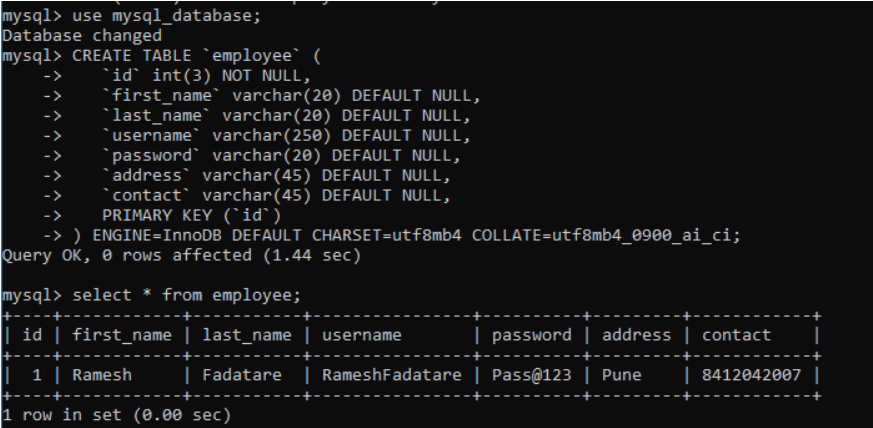 mysql> use mysql_database;
Database changed
mysql> CREATE TABLE `employee` (
    -> `id` int(3) NOT NULL,
    -> `first_name` varchar(20) DEFAULT NULL,
    -> `last_name` varchar(20) DEFAULT NULL,
    -> `username` varchar(250) DEFAULT NULL,
    -> `password` varchar(20) DEFAULT NULL,
    -> `address` varchar(45) DEFAULT NULL,
    -> `contact` varchar(45) DEFAULT NULL,
    -> PRIMARY KEY (`id`)
    -> ) ENGINE=InnoDB DEFAULT CHARSET=utf8mb4 COLLATE=utf8mb4_0900_ai_ci;
Query OK, 0 rows affected (1.44 sec)
mysql> select * from employee;
| id | first_name | last_name | username | password | address | contact |
| 1 | Ramesh | Fadatare | RameshFadatare | Pass@123 | Pune | 8412042007 |
1 row in set (0.00 sec)